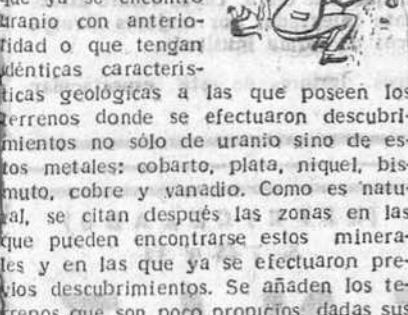 que ya se encontró
uranio con anterio-
ridad o que tengan
idénticas caracterís-
ticas geológicas a las que poseen los
terrenos donde se efectuaron descubri-
mientos no sólo de uranio sino de es-
tos metales: cobarto, plata, niquel, bis-
muto, cobre y vanadio. Como es natu-
ral, se citan después las zonas en las
que pueden encontrarse estos minera-
les y en las que ya se efectuaron pre-
vios descubrimientos. Se añaden los te-
rrenos que son poco propicios, dadas sus